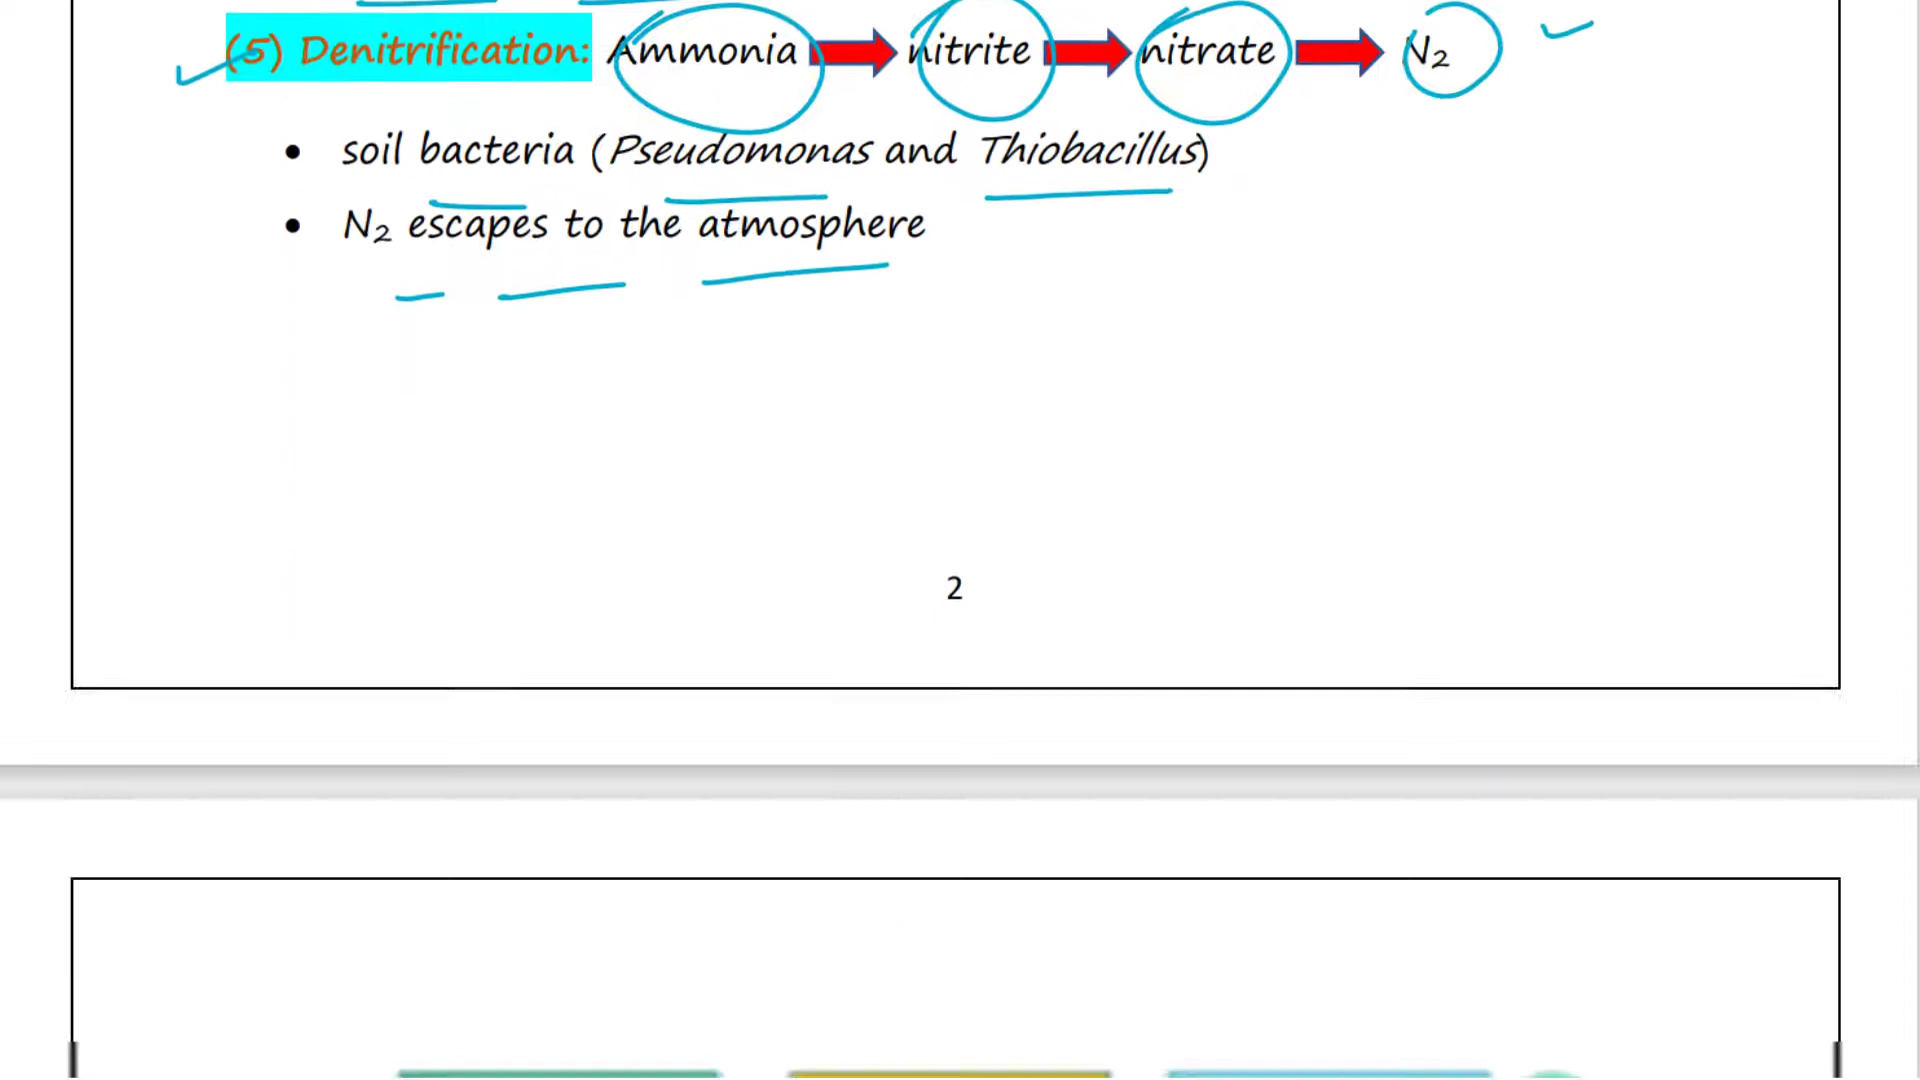 (5) Denitrification: Ammonia nitrite nitrate N₂
• soil bacteria (Pseudomonas and Thiobacillus)
• N₂ escapes to the atmosphere
2